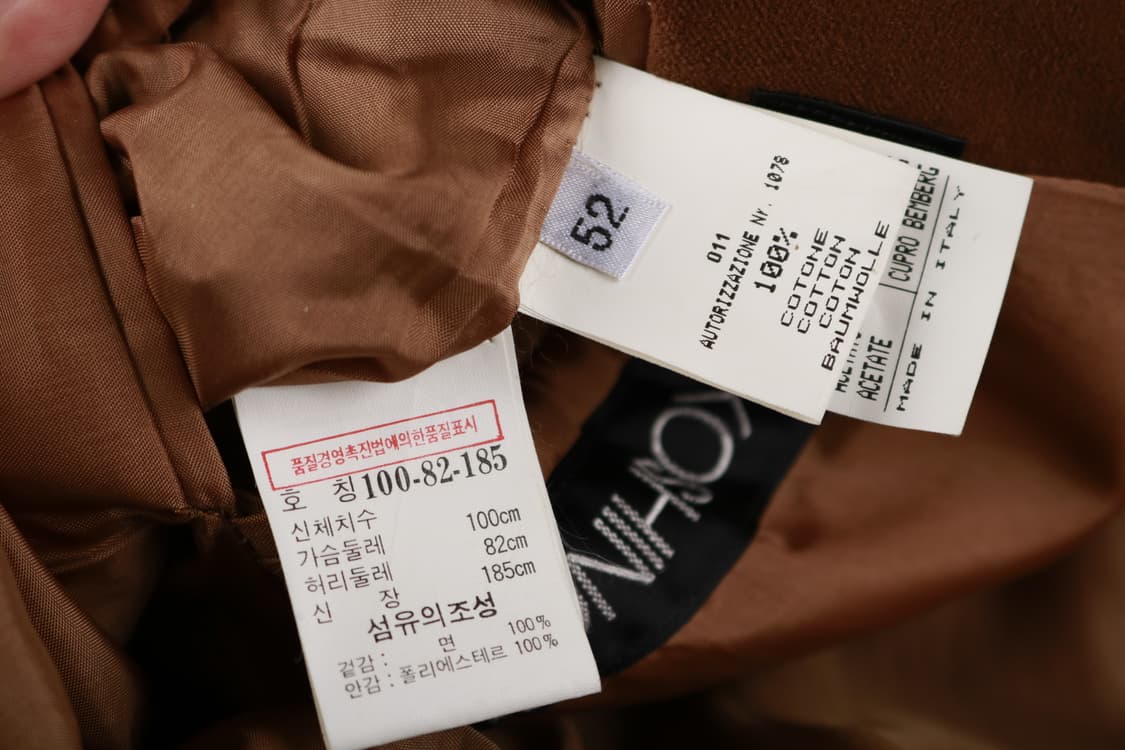 품질경영촉진법에의한품질표시
호 칭 100-82-185
신체치수
가슴둘레 100cm
허리둘레 82cm
신 장 185cm
섬유의조성
겉감 : 면 100%
안감 : 폴리에스테르 100%
52
011
AUTORIZZAZIONE Nr. 1078
100%
COTONE
COTTON
COTON
BAUMWOLLE
CUPRO BEMBERG
ACETATE
MADE IN ITALY